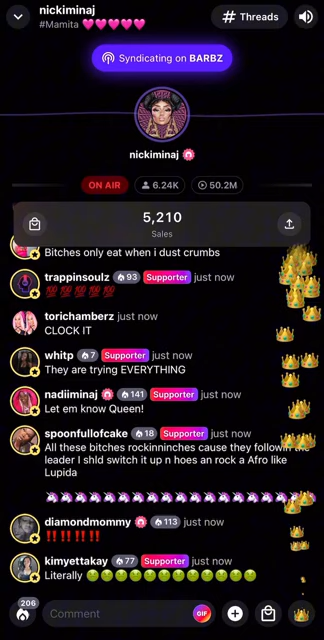 nickiminaj
#Mamita 💗💗💗💗💗
# Threads
Syndicating on BARBZ
nickiminaj
ON AIR
6.24K
50.2M
5,210
Sales
Bitches only eat when i dust crumbs
trappinsoulz 93 Supporter just now
💯💯💯💯💯
torichamberz just now
CLOCK IT
whitp 7 Supporter just now
They are trying EVERYTHING
nadiiminaj 141 Supporter just now
Let em know Queen!
spoonfullofcake 18 Supporter just now
All these bitches rockinninches cause they followin the
leader I shld switch it up n hoes an rock a Afro like
Lupida
diamondmommy 113 just now
‼️‼️‼️‼️
kimyettakay 77 Supporter just now
Literally
206
Comment
GIF